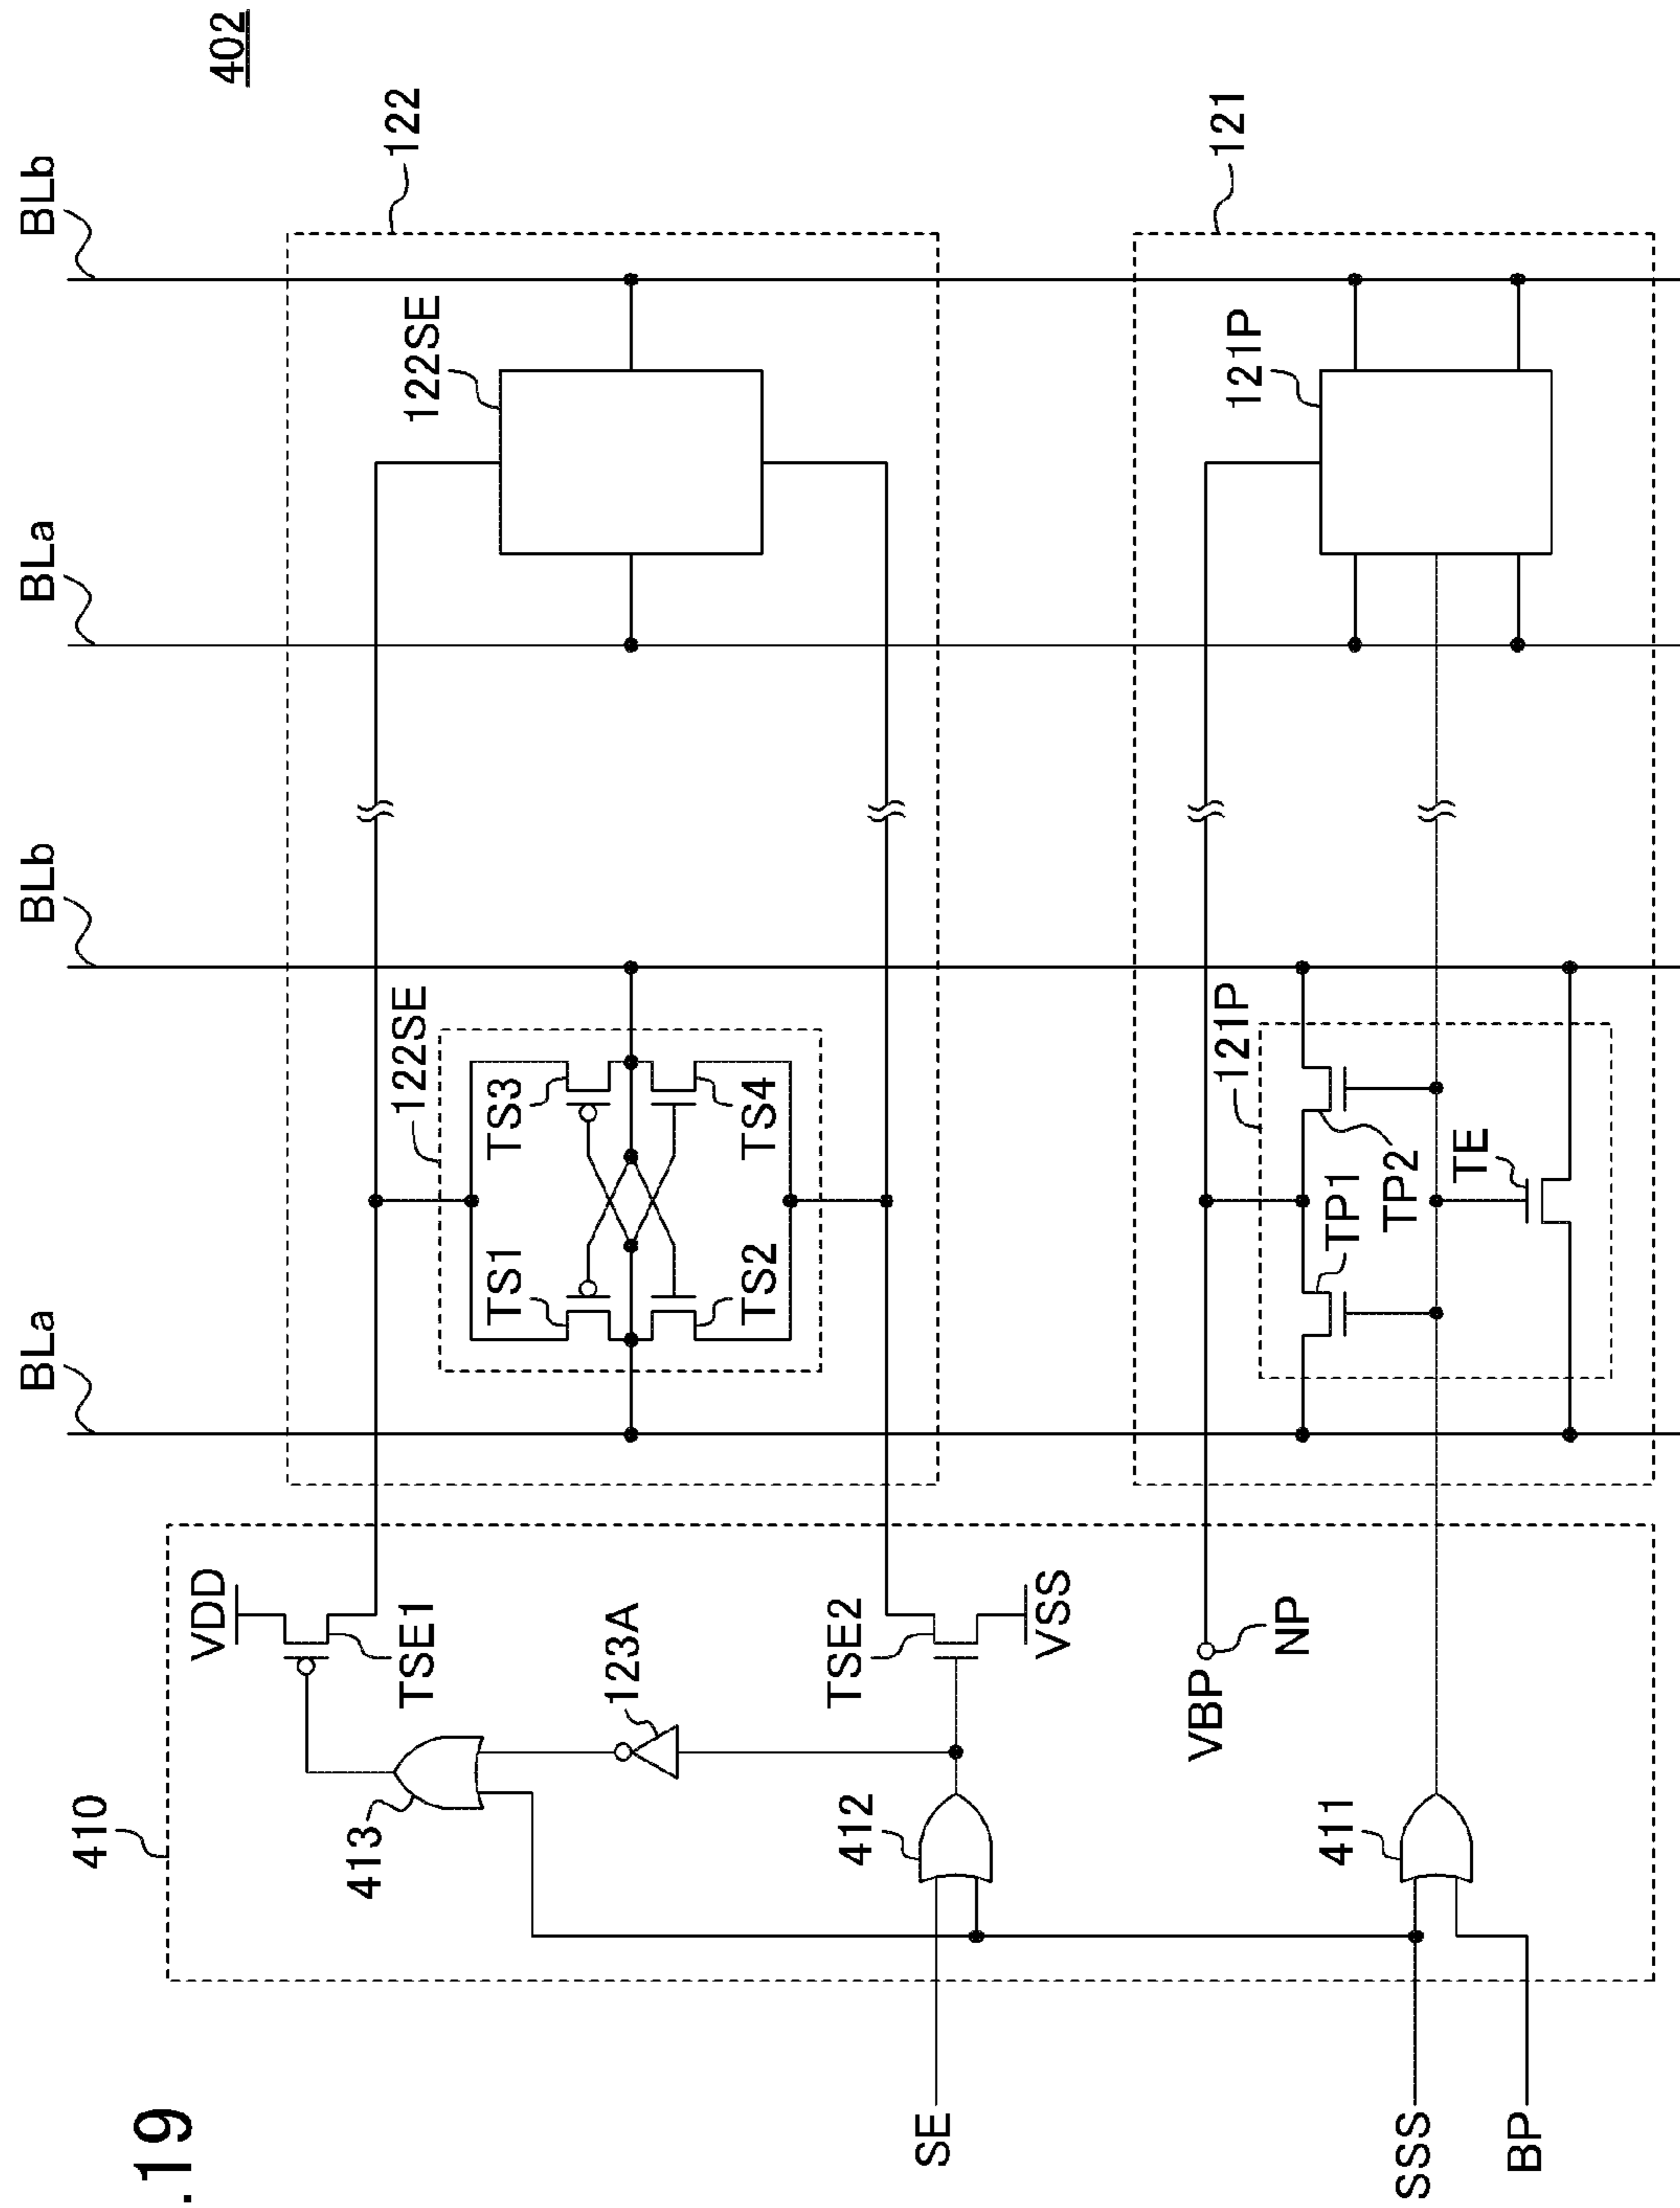 .19
402
BLa
BLb
BLa
BLb
410
122
VDD
TSE1
122SE
122SE
TS1
TS3
413
123A
TS2
TS4
SE
412
TSE2
VSS
121
VBP
NP
121P
121P
TP1
TP2
TE
SSS
411
BP